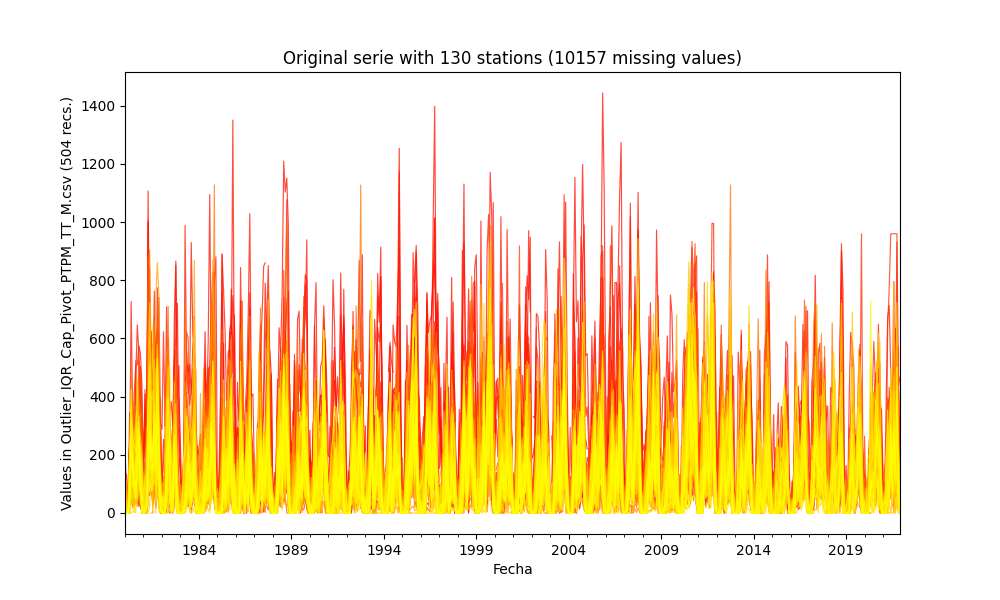 Original serie with 130 stations (10157 missing values)
Values in Outlier_IQR_Cap_Pivot_PTPM_TT_M.csv (504 recs.)
1400
1200
1000
800
600
400
200
0
1984 1989 1994 1999 2004 2009 2014 2019
Fecha